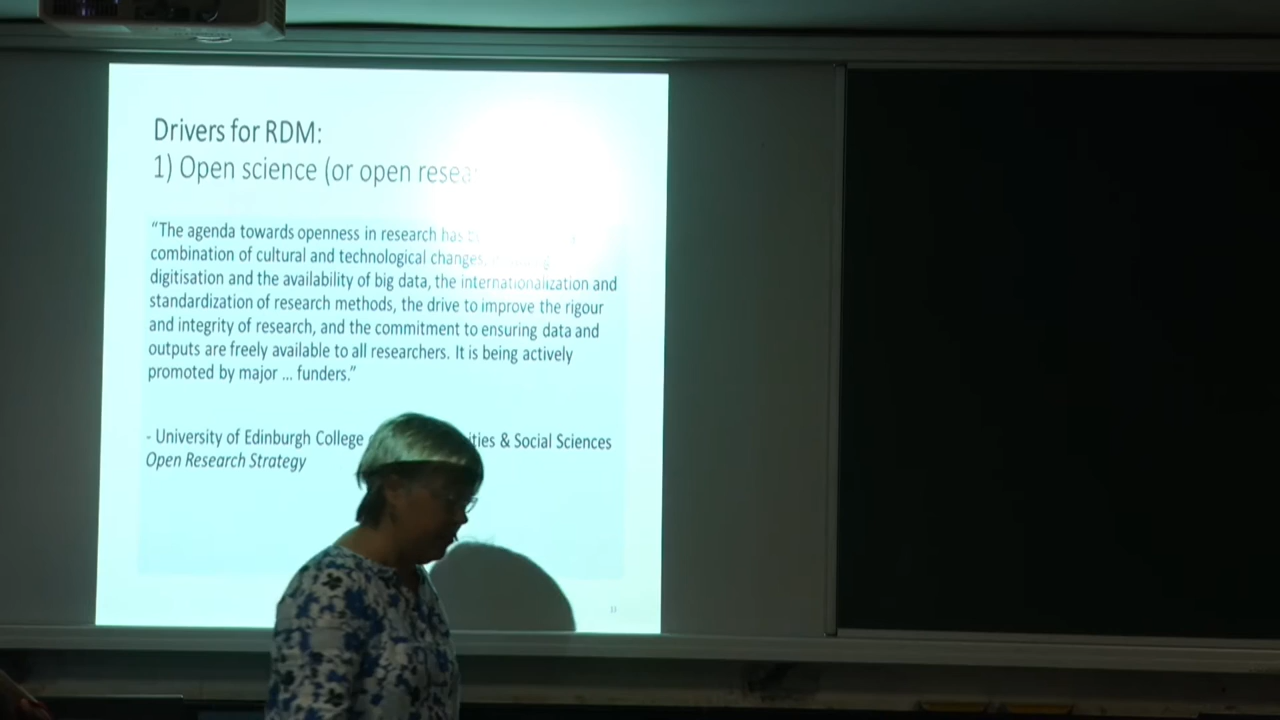 Drivers for RDM:
1) Open science (or open
“The agenda towards openness in research has
combination of cultural and technological changes,
digitisation and the availability of big data, the internationalization and
standardization of research methods, the drive to improve the rigour
and integrity of research, and the commitment to ensuring data and
outputs are freely available to all researchers. It is being actively
promoted by major ... funders.”
- University of Edinburgh College & Social Sciences
Open Research Strategy